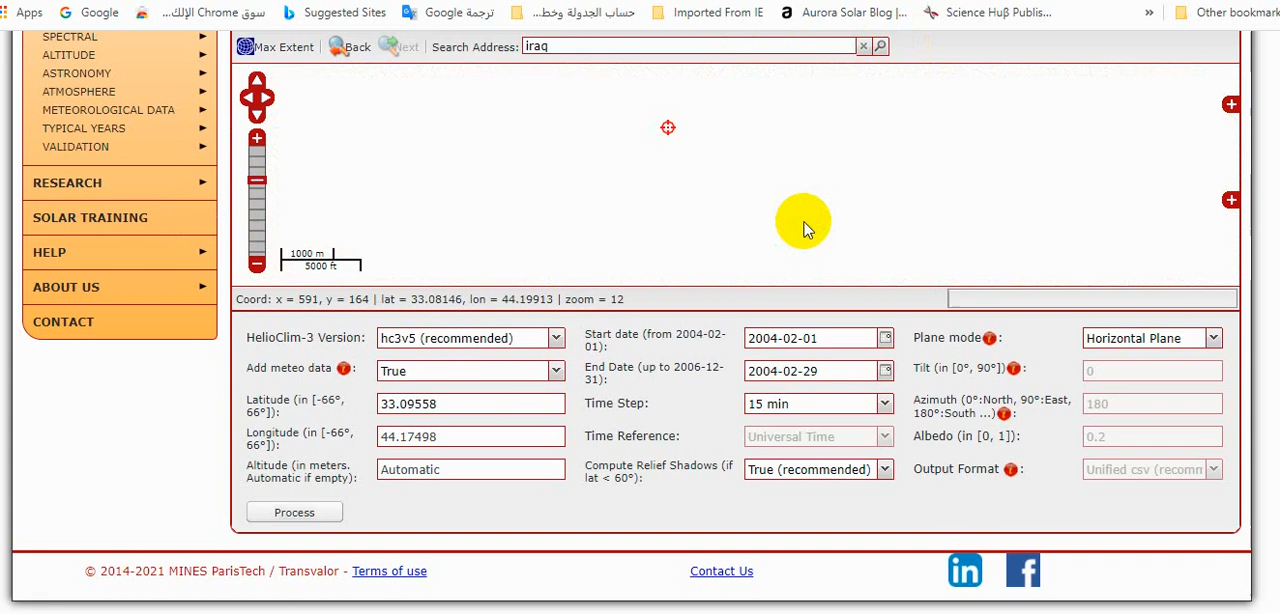 Apps Google سوق Chrome الإلك... Suggested Sites ترجمة Google حساب الجدولة وخط... Imported From IE Aurora Solar Blog |... Science Huβ Publis... » Other bookmark
SPECTRAL
ALTITUDE
ASTRONOMY
ATMOSPHERE
METEOROLOGICAL DATA
TYPICAL YEARS
VALIDATION
RESEARCH
SOLAR TRAINING
HELP
ABOUT US
CONTACT
Max Extent | Back Next | Search Address: iraq
1000 m
5000 ft
Coord: x = 591, y = 164 | lat = 33.08146, lon = 44.19913 | zoom = 12
HelioClim-3 Version: hc3v5 (recommended)
Add meteo data : True
Latitude (in [-66°,
66°]): 33.09558
Longitude (in [-66°,
66°]): 44.17498
Altitude (in meters.
Automatic if empty): Automatic
Process
Start date (from 2004-02-
01): 2004-02-01
End Date (up to 2006-12-
31): 2004-02-29
Time Step: 15 min
Time Reference: Universal Time
Compute Relief Shadows (if
lat < 60°): True (recommended)
Plane mode : Horizontal Plane
Tilt (in [0°, 90°]) : 0
Azimuth (0°:North, 90°:East,
180°:South ...) : 180
Albedo (in [0, 1]): 0.2
Output Format : Unified csv (recomm
© 2014-2021 MINES ParisTech / Transvalor - Terms of use
Contact Us
in f